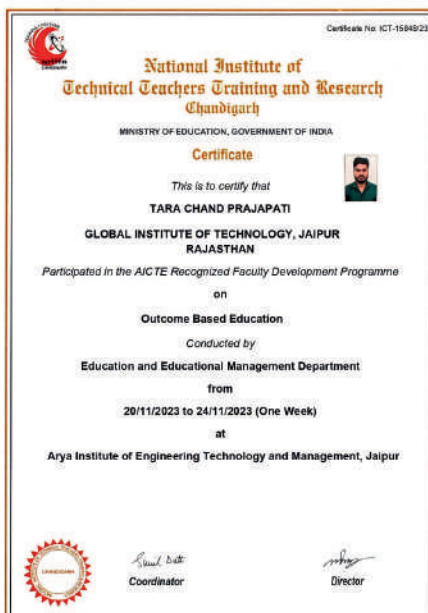 Certificate No: ICT-15848/23
National Institute of
Technical Teachers Training and Research
Chandigarh
MINISTRY OF EDUCATION, GOVERNMENT OF INDIA
Certificate
This is to certify that
TARA CHAND PRAJAPATI
GLOBAL INSTITUTE OF TECHNOLOGY, JAIPUR
RAJASTHAN
Participated in the AICTE Recognized Faculty Development Programme
on
Outcome Based Education
Conducted by
Education and Educational Management Department
from
20/11/2023 to 24/11/2023 (One Week)
at
Arya Institute of Engineering Technology and Management, Jaipur
CHANDIGARH
Sunil Dutt
Coordinator
Director